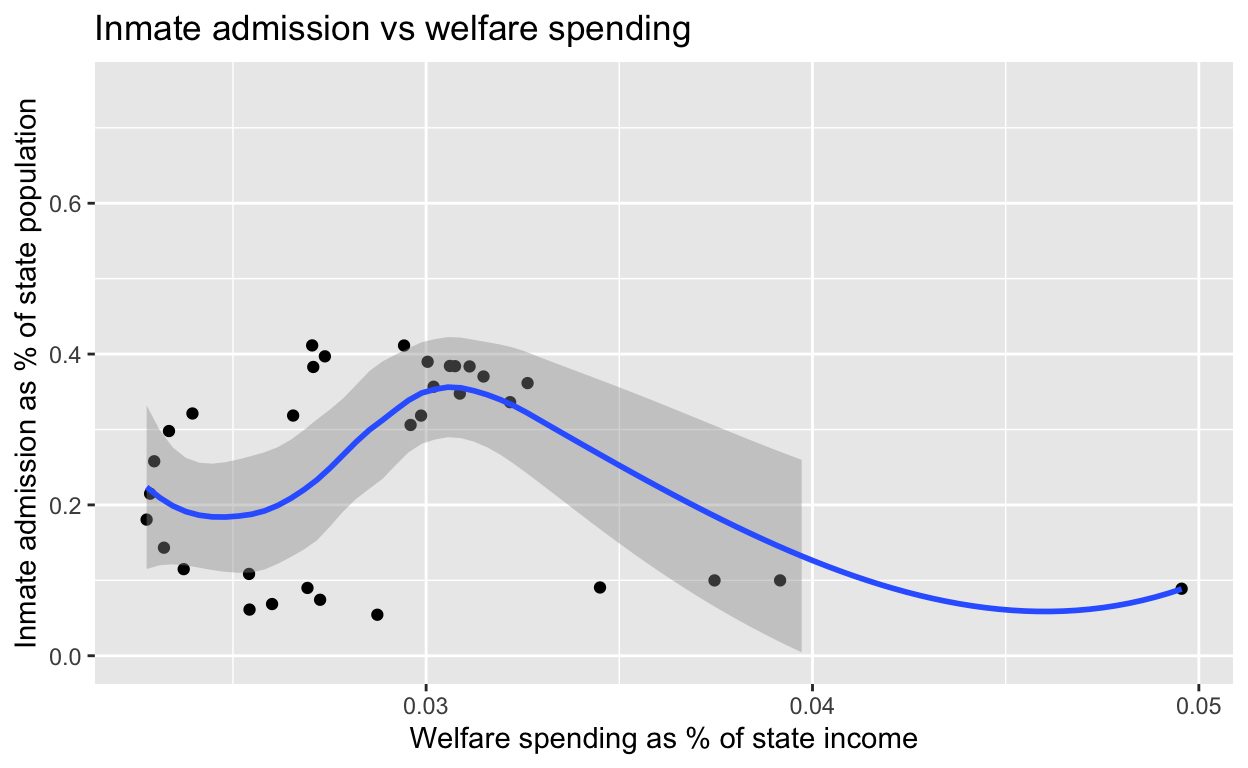 Inmate admission vs welfare spending
Inmate admission as % of state population
0.6
0.4
0.2
0.0
0.03
0.04
0.05
Welfare spending as % of state income